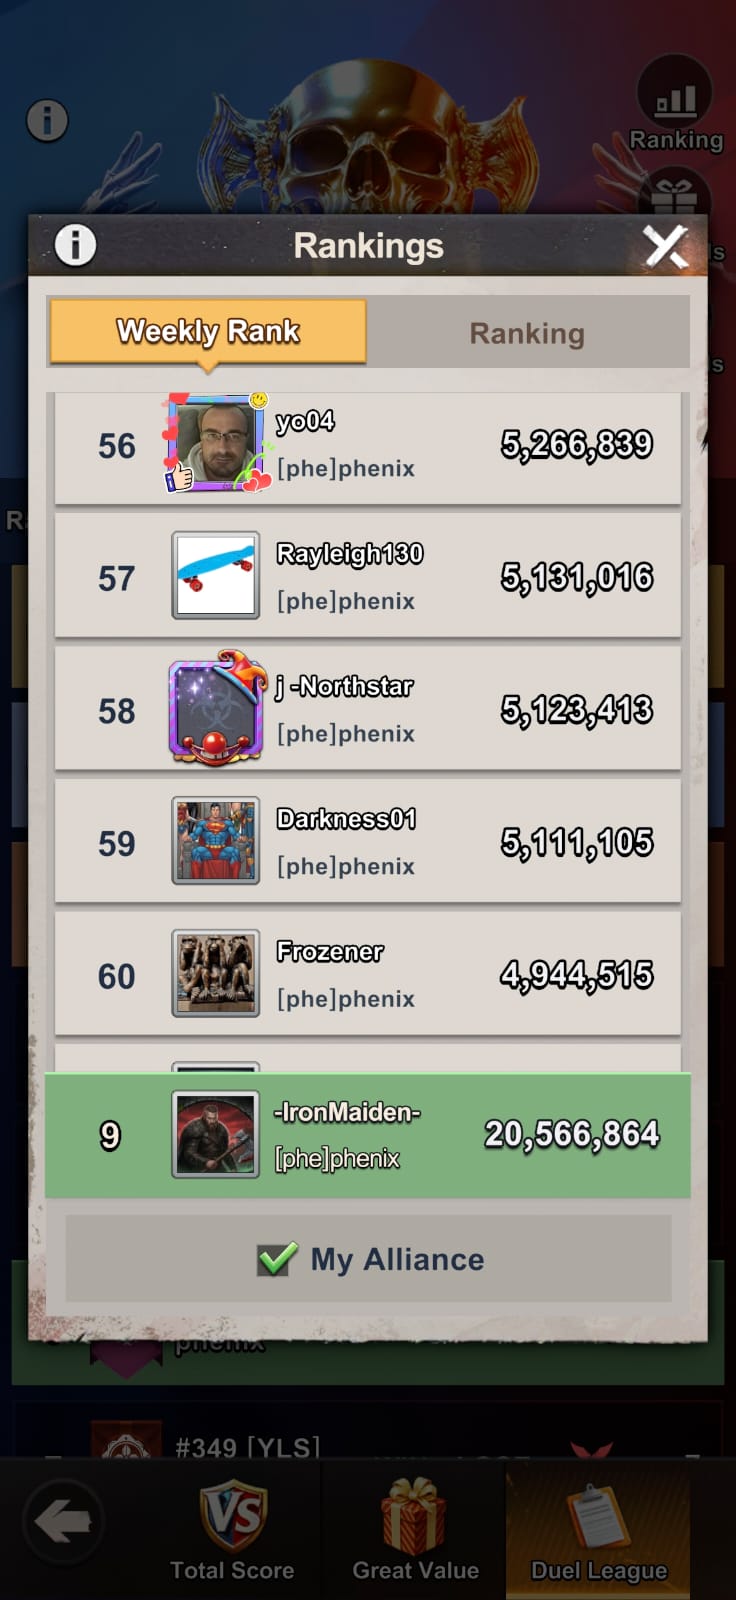 Ranking
Rankings
Weekly Rank
Ranking
56
yo04
[phe]phenix
5,266,839
57
Rayleigh130
[phe]phenix
5,131,016
58
j -Northstar
[phe]phenix
5,123,413
59
Darkness01
[phe]phenix
5,111,105
60
Frozener
[phe]phenix
4,944,515
9
-IronMaiden-
[phe]phenix
20,566,864
My Alliance
phenix
#349 [YLS]
VS
Total Score
Great Value
Duel League